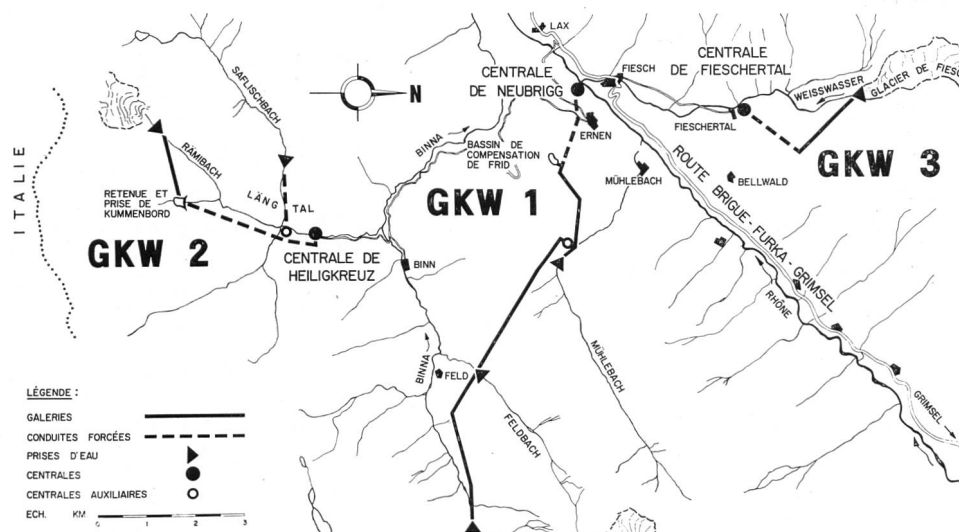 LAX
CENTRALE
DE NEUBRIGG
FIESCH
CENTRALE
DE FIESCHERTAL
WEISSWASSER
GLACIER DE FIESC
FIESCHERTAL
GKW 3
SAFLISCHBACH
N
BINNA
ERNEN
BASSIN DE
COMPENSATION
DE FRID
MÜHLEBACH
BELLWALD
ROUTE BRIGUE - FURKA - GRIMSEL
ITALIE
RÄMIBACH
RETENUE ET
PRISE DE
KUMMENBORD
LÄNG TAL
GKW 1
GKW 2
CENTRALE DE
HEILIGKREUZ
BINN
RHÔNE
MÜHLEBACH
BINNA
FELD
FELDBACH
GRIMSEL
LÉGENDE :
GALERIES
CONDUITES FORCÉES
PRISES D'EAU
CENTRALES
CENTRALES AUXILIAIRES
ECH. KM 0 1 2 3